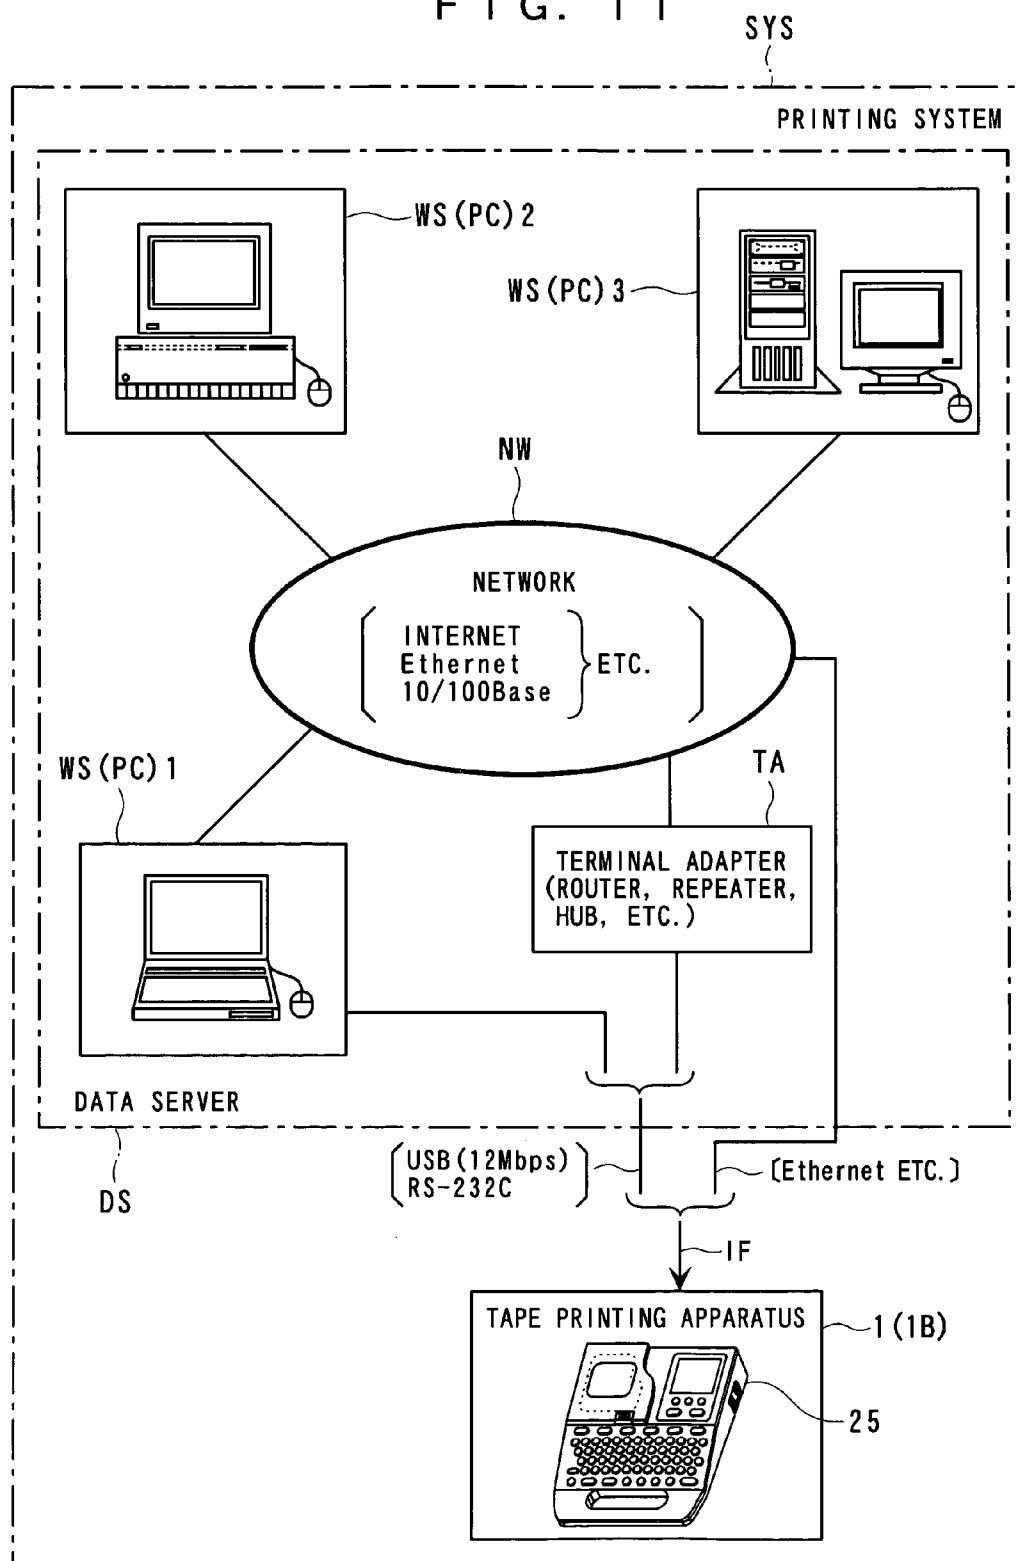 FIG. 11
SYS
PRINTING SYSTEM
WS(PC)2
WS(PC)3
NW
NETWORK
INTERNET
Ethernet
10/100Base
ETC.
WS(PC)1
TA
TERMINAL ADAPTER
(ROUTER, REPEATER,
HUB, ETC.)
DATA SERVER
DS
USB(12Mbps)
RS-232C
[Ethernet ETC.]
IF
TAPE PRINTING APPARATUS
1(1B)
25